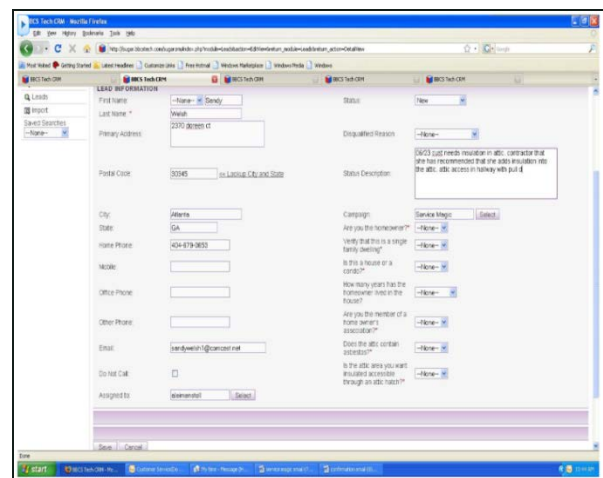 BCS Tech CRM - Mozilla Firefox
Edit View History Bookmarks Tools Help
Most Visited Getting Started Latest Headlines Customize Links Free Hotmail Windows Marketplace Windows Media Windows
BCS Tech CRM BCS Tech CRM BCS Tech CRM BCS Tech CRM BCS Tech CRM
Leads
Import
Saved Searches
--None--
LEAD INFORMATION
First Name: --None-- Sandy
Status: New
Last Name: * Welsh
Primary Address: 2370 doreen ct
Disqualified Reason: --None--
Postal Code: 30345 << Lookup City and State
Status Description: 06/23 cust needs insulation in attic. contractor that
she has recommended that she adds insulation into
the attic. attic access in hallway with pull d
City: Atlanta
Campaign: Service Magic Select
State: GA
Are you the homeowner?* --None--
Home Phone: 404-679-0653
Verify that this is a single
family dwelling* --None--
Mobile:
Is this a house or a
condo?* --None--
Office Phone:
How many years has the
homeowner lived in the
house? --None--
Other Phone:
Are you the member of a
home owner's
association?* --None--
Email: sandywelsh1@comcast.net
Does the attic contain
asbestos?* --None--
Do Not Call:
Is the attic area you want
insulated accessible
through an attic hatch?* --None--
Assigned to: Select
Save Cancel
Done
start